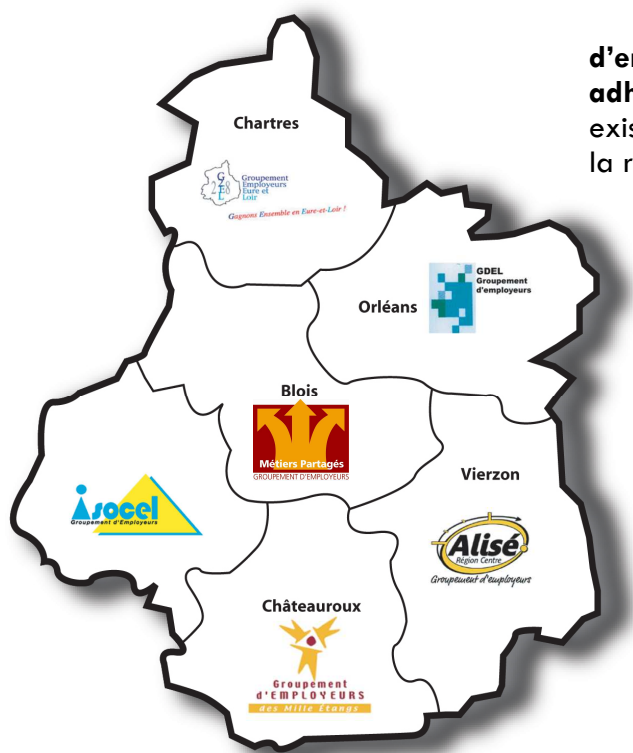 d'e
adh
exis
la r
Chartres
G
Z
28
E
L
Groupement
Employeurs
Eure et
Loir
Gagnons Ensemble en Eure-et-Loir !
Orléans
GDEL
Groupement
d'employeurs
Blois
Métiers Partagés
GROUPEMENT D'EMPLOYEURS
Isocel
Groupement d'Employeurs
Vierzon
Alisé
Région Centre
Groupement d'employeurs
Châteauroux
Groupement
d'EMPLOYEURS
des Mille Étangs